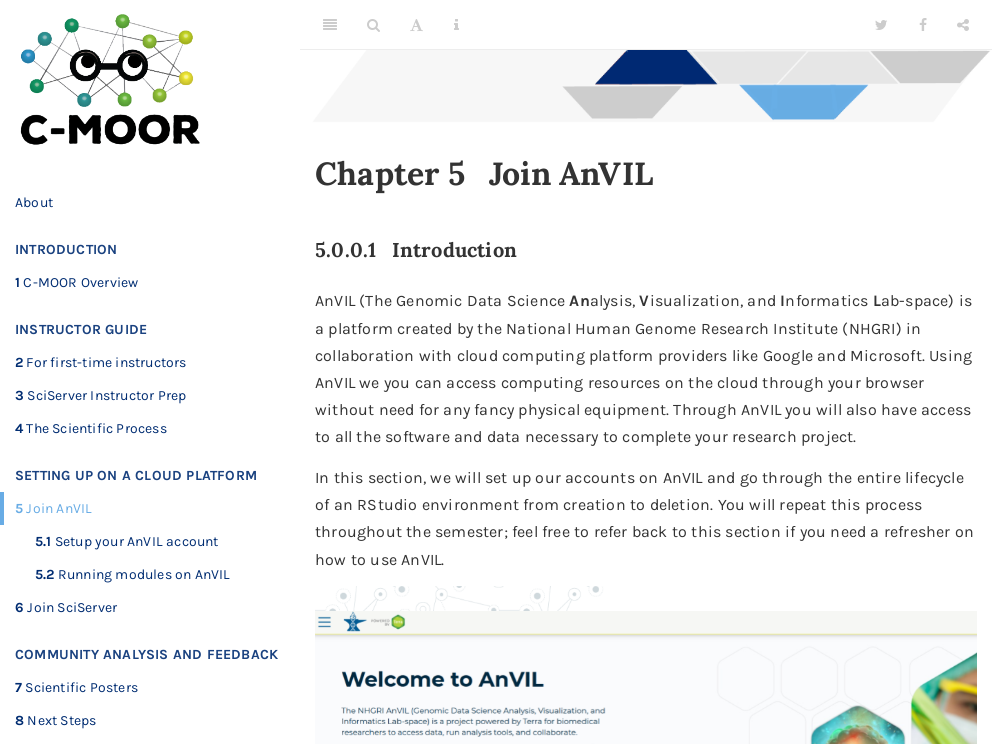 C-MOOR
About
INTRODUCTION
1 C-MOOR Overview
INSTRUCTOR GUIDE
2 For first-time instructors
3 SciServer Instructor Prep
4 The Scientific Process
SETTING UP ON A CLOUD PLATFORM
5 Join AnVIL
5.1 Setup your AnVIL account
5.2 Running modules on AnVIL
6 Join SciServer
COMMUNITY ANALYSIS AND FEEDBACK
7 Scientific Posters
8 Next Steps
A
Chapter 5 Join AnVIL
5.0.0.1 Introduction
AnVIL (The Genomic Data Science Analysis, Visualization, and Informatics Lab-space) is
a platform created by the National Human Genome Research Institute (NHGRI) in
collaboration with cloud computing platform providers like Google and Microsoft. Using
AnVIL we you can access computing resources on the cloud through your browser
without need for any fancy physical equipment. Through AnVIL you will also have access
to all the software and data necessary to complete your research project.
In this section, we will set up our accounts on AnVIL and go through the entire lifecycle
of an RStudio environment from creation to deletion. You will repeat this process
throughout the semester; feel free to refer back to this section if you need a refresher on
how to use AnVIL.
Welcome to AnVIL
The NHGRI AnVIL (Genomic Data Science Analysis, Visualization, and
Informatics Lab-space) is a project powered by Terra for biomedical
researchers to access data, run analysis tools, and collaborate.